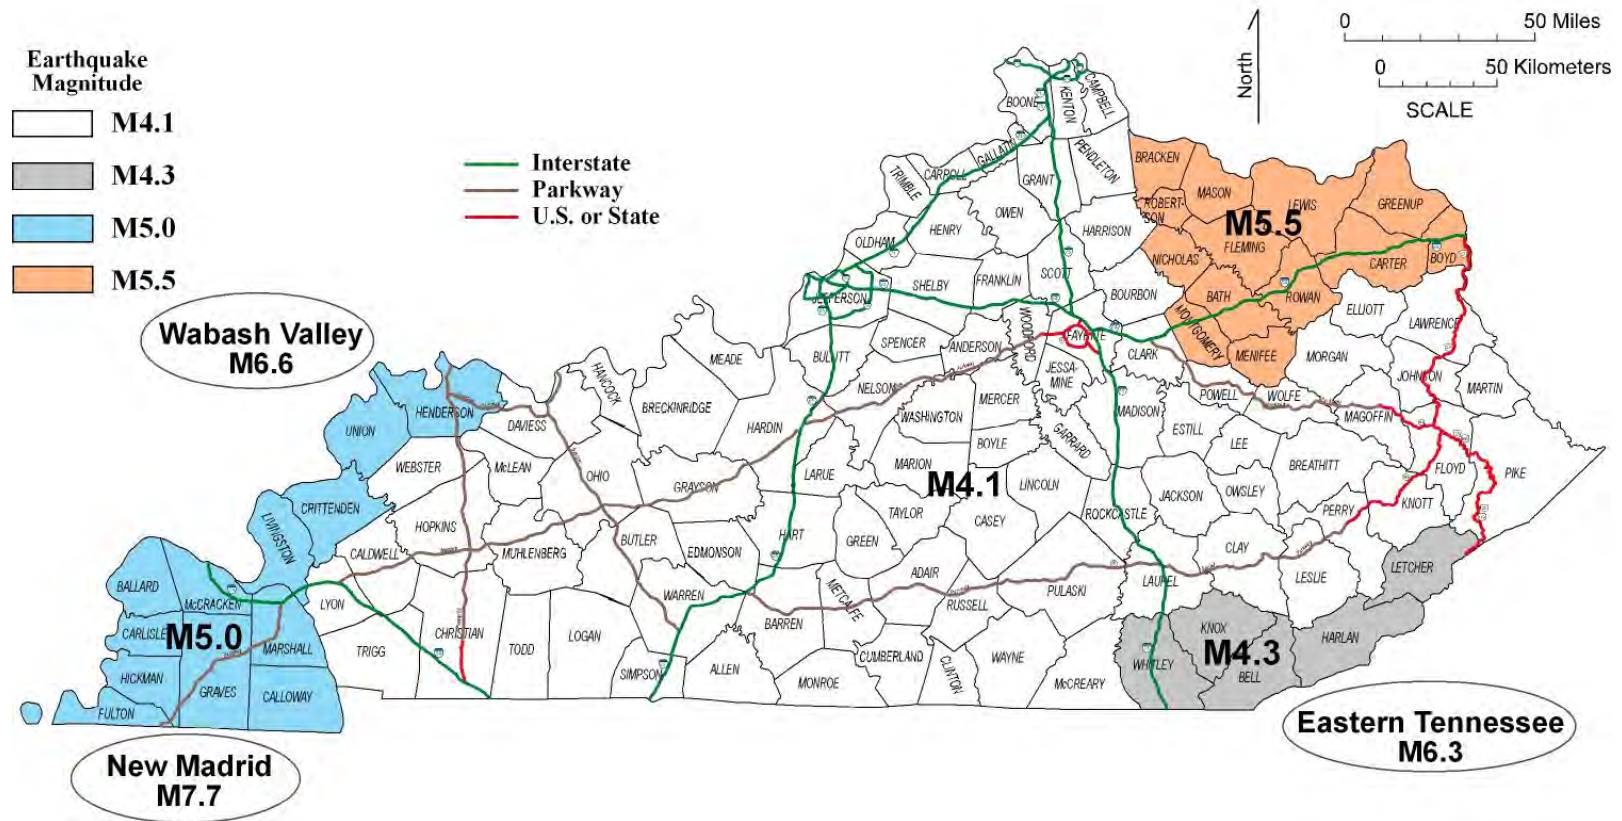 Earthquake
Magnitude
M4.1
M4.3
M5.0
M5.5
Interstate
Parkway
U.S. or State
North
0 50 Miles
0 50 Kilometers
SCALE
Wabash Valley
M6.6
New Madrid
M7.7
Eastern Tennessee
M6.3
M5.5
M4.1
M5.0
M4.3
BOONE
KENTON
CAMPBELL
GALLATIN
CARROLL
TRIMBLE
GRANT
PENDLETON
BRACKEN
MASON
ROBERT-
SON
LEWIS
GREENUP
FLEMING
OWEN
HENRY
OLDHAM
HARRISON
NICHOLAS
CARTER
BOYD
SCOTT
FRANKLIN
SHELBY
JEFFERSON
BOURBON
BATH
ROWAN
ELLIOTT
LAWRENCE
MONTGOMERY
MENIFEE
MORGAN
WOODFORD
FAYETTE
CLARK
ANDERSON
SPENCER
BULLITT
MEADE
HANCOCK
BRECKINRIDGE
NELSON
JESSA-
MINE
MERCER
WASHINGTON
MADISON
POWELL
WOLFE
JOHNSON
MARTIN
MAGOFFIN
ESTILL
LEE
BREATHITT
FLOYD
PIKE
HARDIN
LARUE
MARION
BOYLE
GARRARD
LINCOLN
HENDERSON
DAVIESS
UNION
WEBSTER
McLEAN
OHIO
GRAYSON
CRITTENDEN
LIVINGSTON
HOPKINS
CALDWELL
MUHLENBERG
BUTLER
EDMONSON
HART
GREEN
TAYLOR
CASEY
ROCKCASTLE
JACKSON
OWSLEY
PERRY
KNOTT
CLAY
LESLIE
LETCHER
HARLAN
LAUREL
KNOX
BELL
WHITLEY
PULASKI
McCREARY
WAYNE
RUSSELL
ADAIR
METCALFE
CUMBERLAND
CLINTON
MONROE
BARREN
WARREN
ALLEN
SIMPSON
LOGAN
TODD
CHRISTIAN
TRIGG
LYON
BALLARD
McCRACKEN
CARLISLE
MARSHALL
HICKMAN
GRAVES
CALLOWAY
FULTON